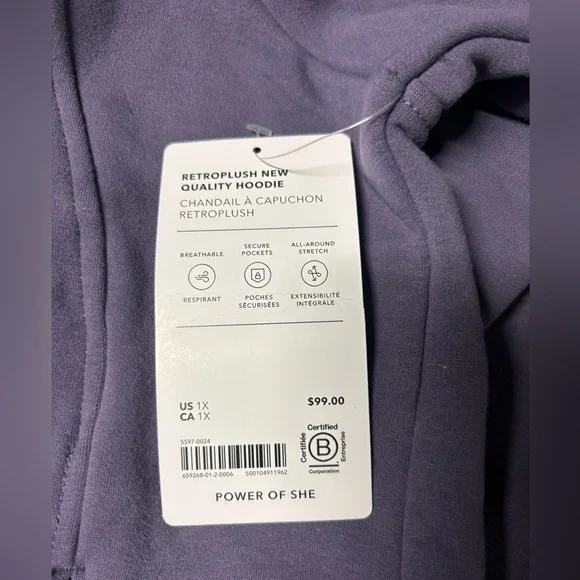 RETROPLUSH NEW
QUALITY HOODIE
CHANDAIL À CAPUCHON
RETROPLUSH
BREATHABLE
SECURE
POCKETS
ALL-AROUND
STRETCH
RESPIRANT
POCHES
SÉCURISÉES
EXTENSIBILITÉ
INTÉGRALE
US 1X
CA 1X
$99.00
5597-0024
659268-01-2-0006 500104911962
Certified
Certifiée
B
Entreprise
Corporation
POWER OF SHE